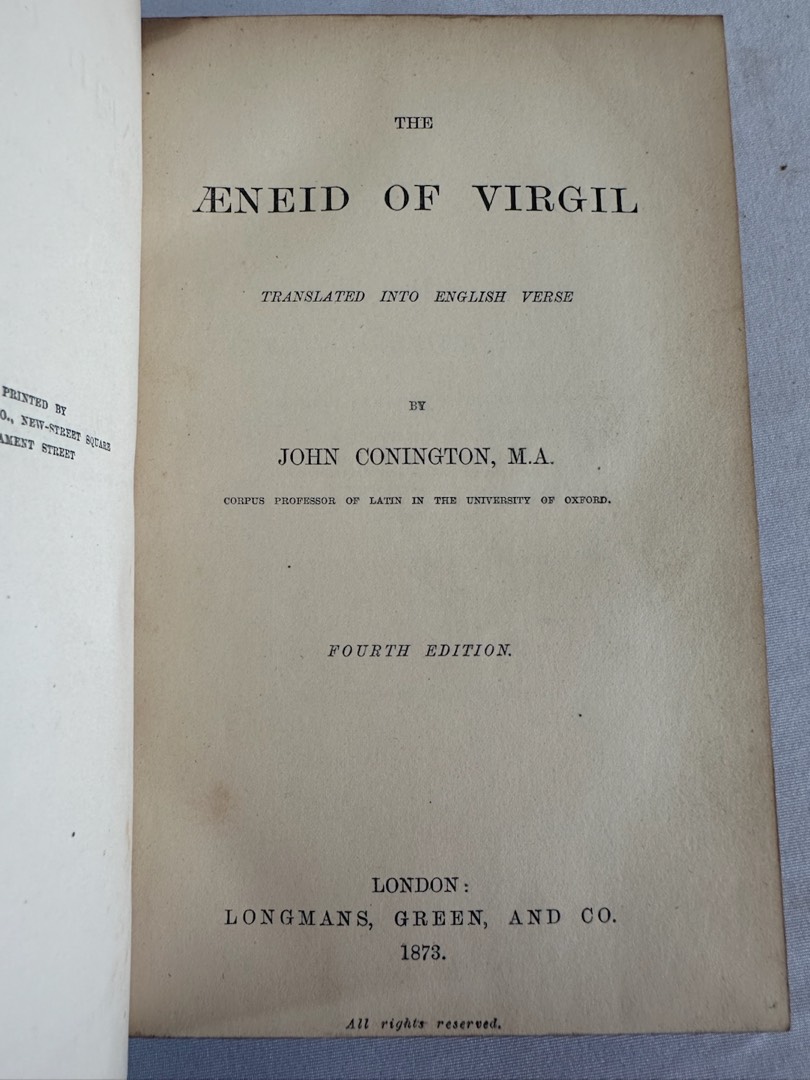 PRINTED BY
O., NEW-STREET SQUARE
AMENT STREET
THE
ÆNEID OF VIRGIL
TRANSLATED INTO ENGLISH VERSE
BY
JOHN CONINGTON, M.A.
CORPUS PROFESSOR OF LATIN IN THE UNIVERSITY OF OXFORD.
FOURTH EDITION.
LONDON:
LONGMANS, GREEN, AND CO.
1873.
All rights reserved.